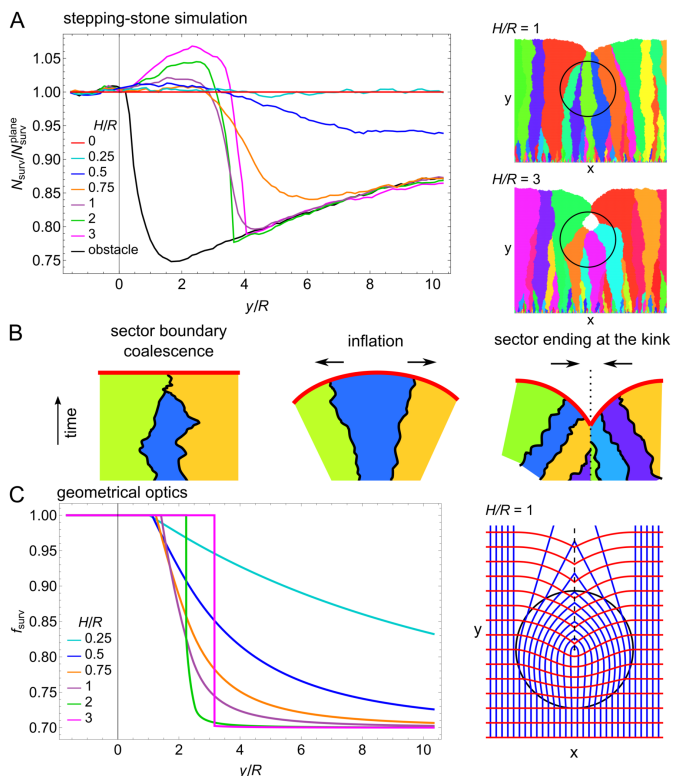 A
stepping-stone simulation
N_surv/N_surv^plane
1.05
1.00
0.95
0.90
0.85
0.80
0.75
H/R
0
0.25
0.5
0.75
1
2
3
obstacle
0 2 4 6 8 10
y/R
H/R = 1
y
x
H/R = 3
y
x
B
sector boundary
coalescence
inflation
sector ending at the kink
time
C
geometrical optics
f_surv
1.00
0.95
0.90
0.85
0.80
0.75
0.70
H/R
0.25
0.5
0.75
1
2
3
0 2 4 6 8 10
y/R
H/R = 1
y
x